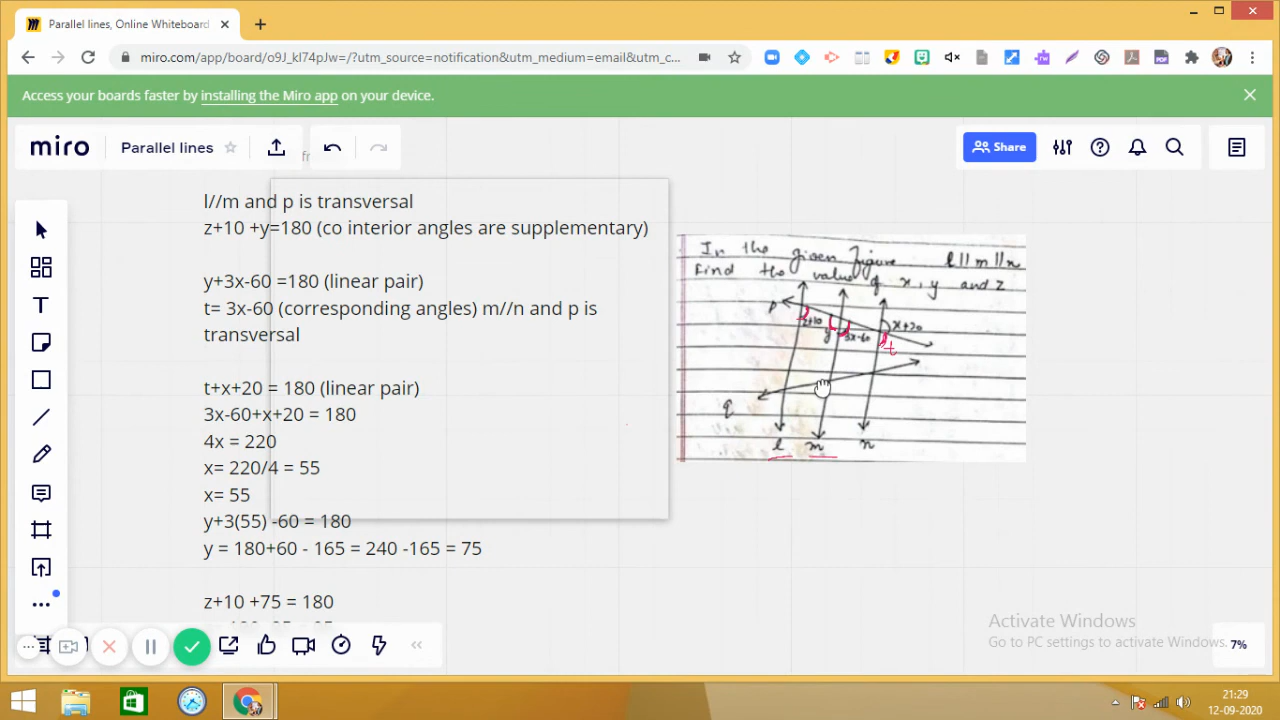 Parallel lines, Online Whiteboard
miro.com/app/board/o9J_kl74pJw=/?utm_source=notification&utm_medium=email&utm_c...
Access your boards faster by installing the Miro app on your device.
miro
Parallel lines
Share
l//m and p is transversal
z+10 +y=180 (co interior angles are supplementary)
y+3x-60 =180 (linear pair)
t= 3x-60 (corresponding angles) m//n and p is
transversal
t+x+20 = 180 (linear pair)
3x-60+x+20 = 180
4x = 220
x= 220/4 = 55
x= 55
y+3(55) -60 = 180
y = 180+60 - 165 = 240 -165 = 75
z+10 +75 = 180
In the given figure l || m || n
Find the value of x, y and z
p
z+10
y
3x-60
x+20
t
q
l m n
Activate Windows
Go to PC settings to activate Windows.
7%
21:29
12-09-2020